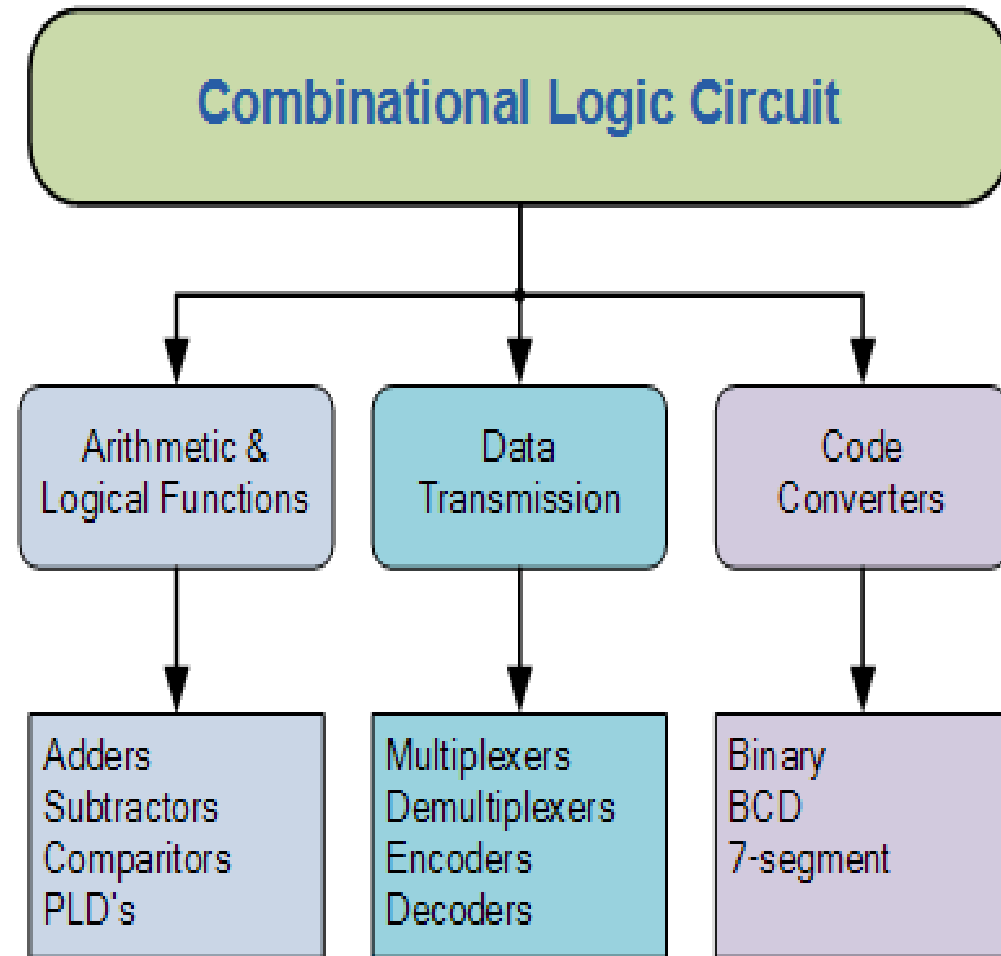 Combinational Logic Circuit
Arithmetic &
Logical Functions
Data
Transmission
Code
Converters
Adders
Subtractors
Comparitors
PLD's
Multiplexers
Demultiplexers
Encoders
Decoders
Binary
BCD
7-segment